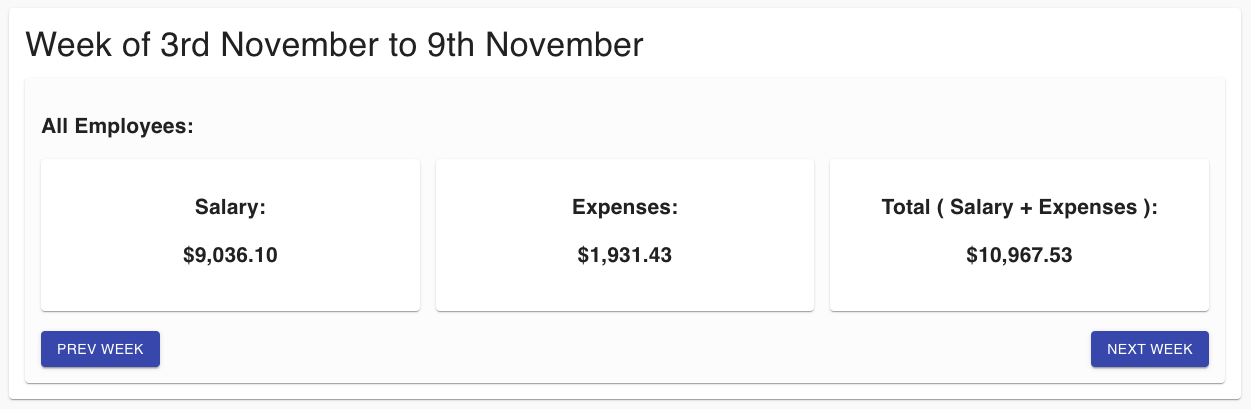 Week of 3rd November to 9th November
All Employees:
Salary:
$9,036.10
Expenses:
$1,931.43
Total ( Salary + Expenses ):
$10,967.53
PREV WEEK
NEXT WEEK